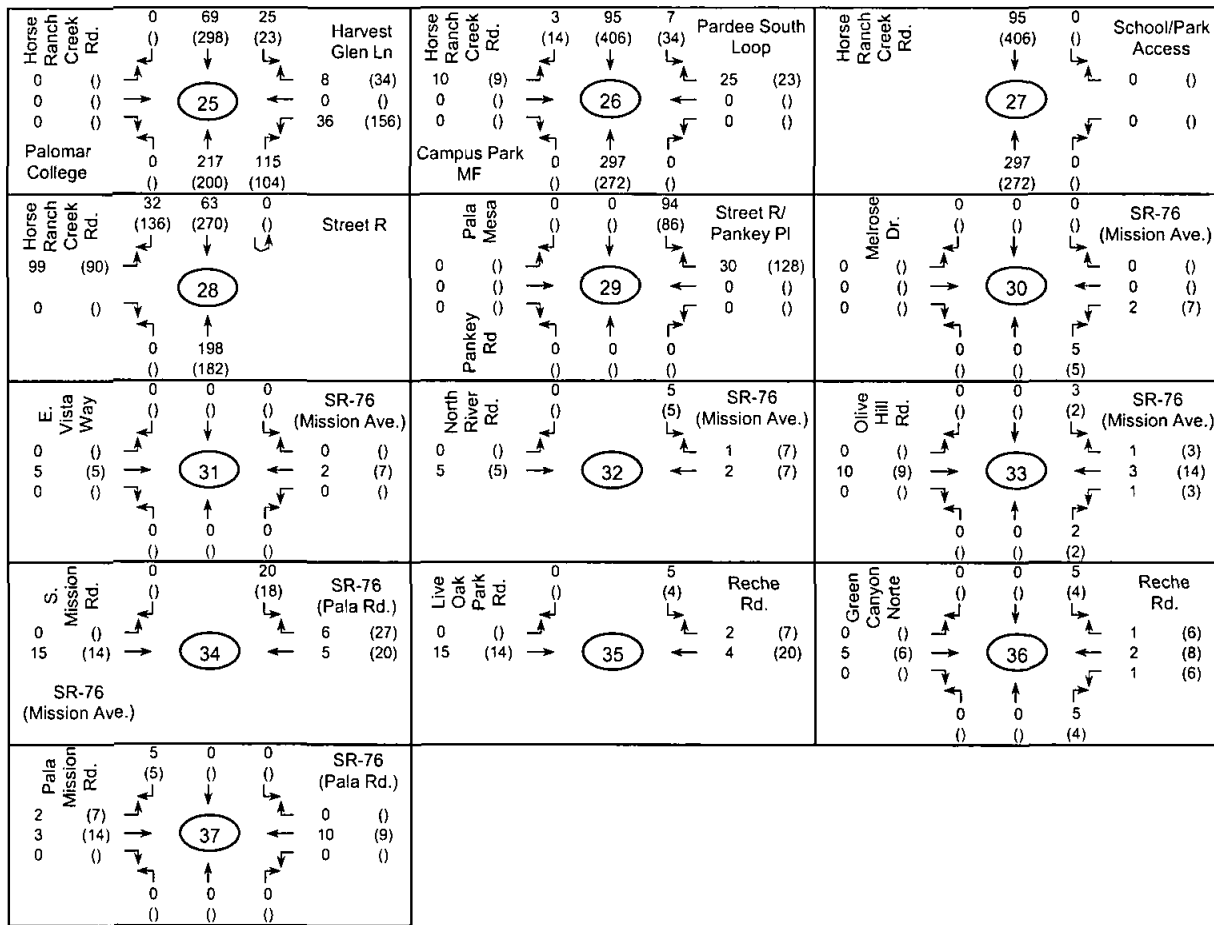 Horse
Ranch
Creek
Rd.
0 69 25
() (298) (23)
Harvest
Glen Ln
0 ()
0 ()
0 ()
25
8 (34)
0 ()
36 (156)
Palomar
College
0 217 115
() (200) (104)
Horse
Ranch
Creek
Rd.
3 95 7
(14) (406) (34)
Pardee South
Loop
10 (9)
0 ()
0 ()
26
25 (23)
0 ()
0 ()
Campus Park
MF
0 297 0
() (272) ()
Horse
Ranch
Creek
Rd.
95 0
(406) ()
School/Park
Access
27
0 ()
0 ()
297 0
(272) ()
Horse
Ranch
Creek
Rd.
32 63 0
(136) (270) ()
Street R
99 (90)
0 ()
28
0 198
() (182)
Pala
Mesa
0 0 94
() () (86)
Street R/
Pankey Pl
0 ()
0 ()
0 ()
29
30 (128)
0 ()
0 ()
Pankey
Rd
0 0 0
() () ()
Melrose
Dr.
0 0 0
() () ()
SR-76
(Mission Ave.)
0 ()
0 ()
0 ()
30
0 ()
0 ()
2 (7)
0 0 5
() () (5)
E.
Vista
Way
0 0 0
() () ()
SR-76
(Mission Ave.)
0 ()
5 (5)
0 ()
31
0 ()
2 (7)
0 ()
0 0 0
() () ()
North
River
Rd.
0 5
() (5)
SR-76
(Mission Ave.)
0 ()
5 (5)
32
1 (7)
2 (7)
Olive
Hill
Rd.
0 0 3
() () (2)
SR-76
(Mission Ave.)
0 ()
10 (9)
0 ()
33
1 (3)
3 (14)
1 (3)
0 0 2
() () (2)
S.
Mission
Rd.
0 20
() (18)
SR-76
(Pala Rd.)
0 ()
15 (14)
34
6 (27)
5 (20)
SR-76
(Mission Ave.)
Live
Oak
Park
Rd.
0 5
() (4)
Reche
Rd.
0 ()
15 (14)
35
2 (7)
4 (20)
Green
Canyon
Norte
0 0 5
() () (4)
Reche
Rd.
0 ()
5 (6)
0 ()
36
1 (6)
2 (8)
1 (6)
0 0 5
() () (4)
Pala
Mission
Rd.
5 0 0
(5) () ()
SR-76
(Pala Rd.)
2 (7)
3 (14)
0 ()
37
0 ()
10 (9)
0 ()
0 0 0
() () ()